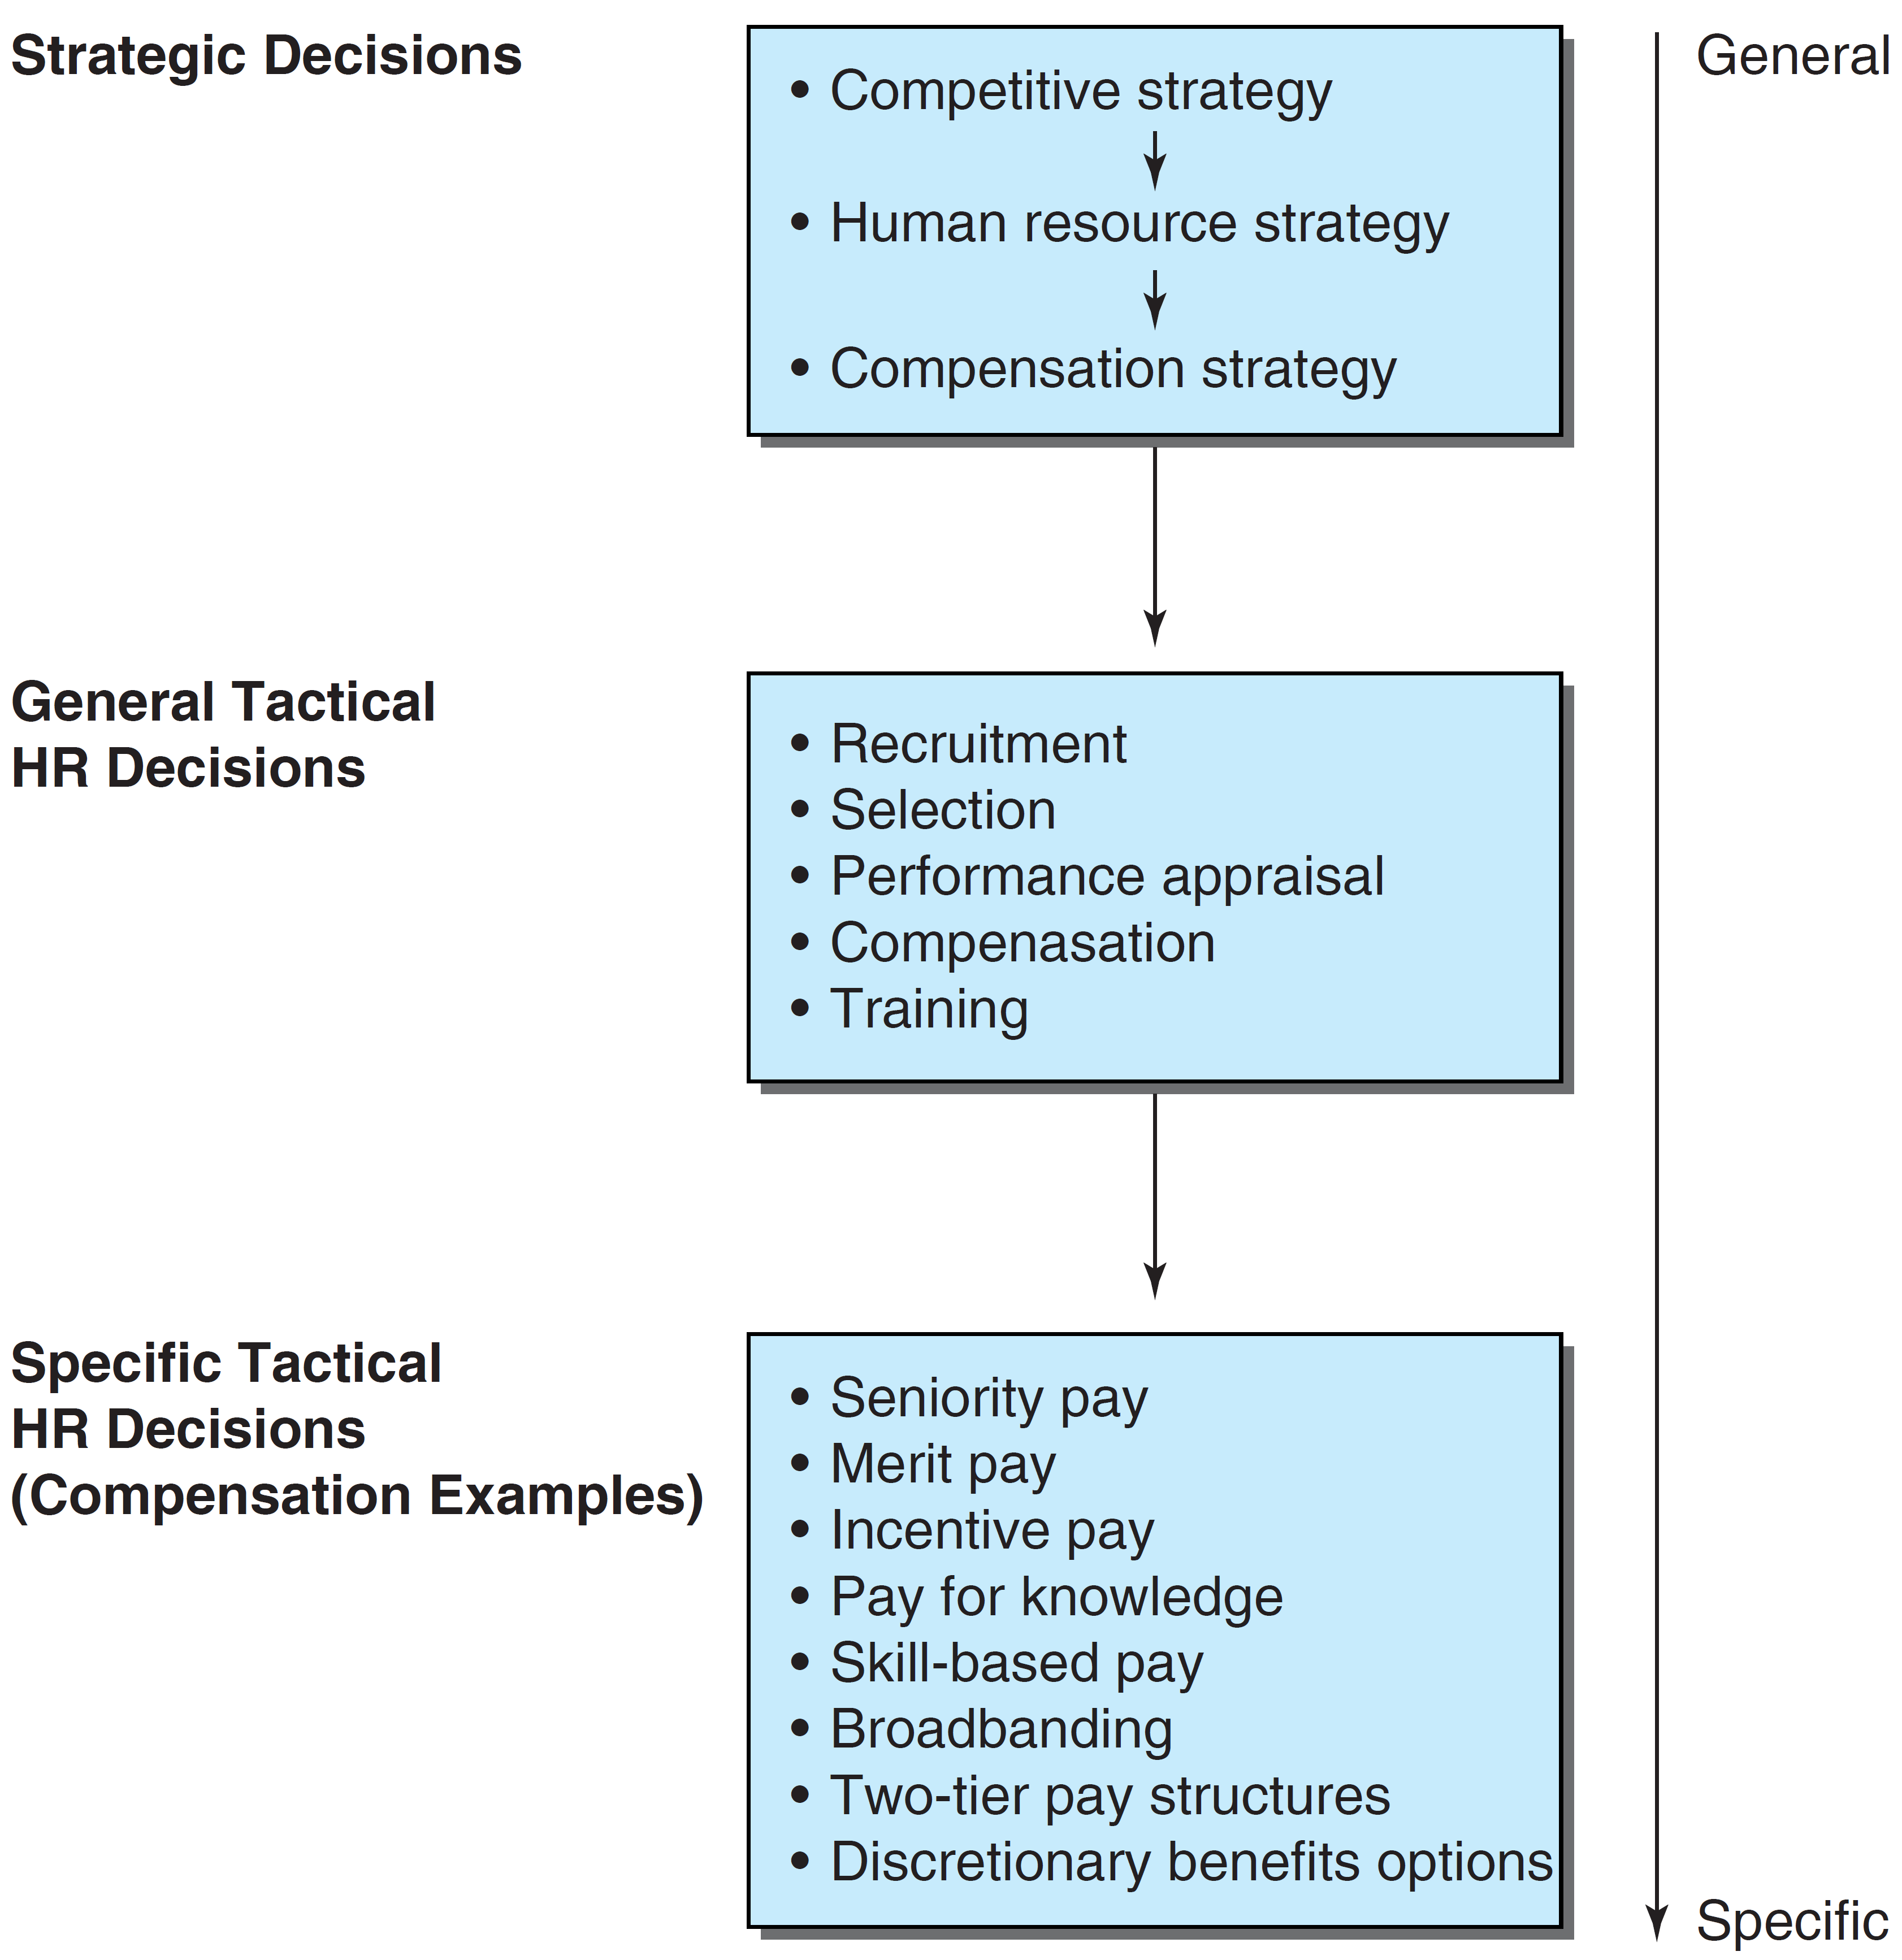 Strategic Decisions
• Competitive strategy
• Human resource strategy
• Compensation strategy
General
General Tactical
HR Decisions
• Recruitment
• Selection
• Performance appraisal
• Compenasation
• Training
Specific Tactical
HR Decisions
(Compensation Examples)
• Seniority pay
• Merit pay
• Incentive pay
• Pay for knowledge
• Skill-based pay
• Broadbanding
• Two-tier pay structures
• Discretionary benefits options
Specific